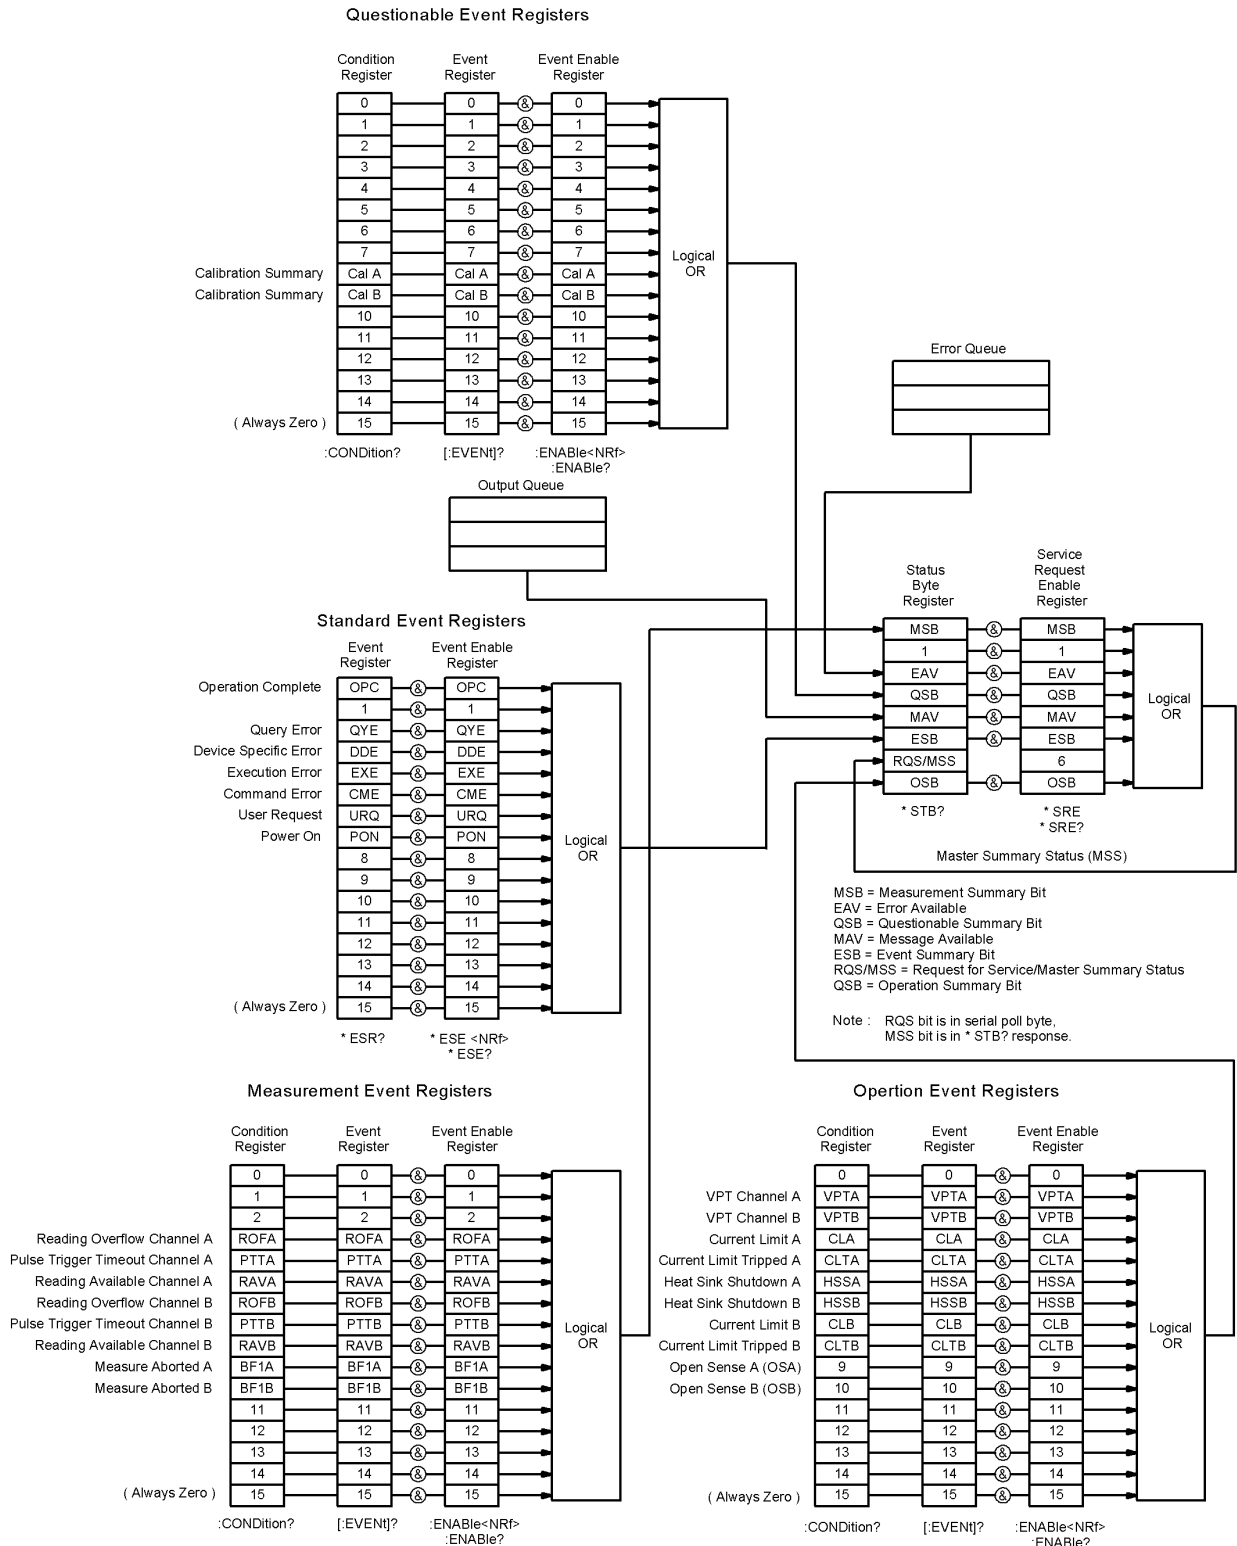 Questionable Event Registers
Condition Register
Event Register
Event Enable Register
0 0 & 0
1 1 & 1
2 2 & 2
3 3 & 3
4 4 & 4
5 5 & 5
6 6 & 6
7 7 & 7
Calibration Summary Cal A Cal A & Cal A
Calibration Summary Cal B Cal B & Cal B
10 10 & 10
11 11 & 11
12 12 & 12
13 13 & 13
14 14 & 14
( Always Zero ) 15 15 & 15
Logical OR
:CONDition? [:EVENt]? :ENABle<NRf>
:ENABle?
Error Queue
Output Queue
Status Byte Register
Service Request Enable Register
MSB & MSB
1 & 1
EAV & EAV
QSB & QSB
MAV & MAV
ESB & ESB
RQS/MSS 6
OSB & OSB
Logical OR
* STB? * SRE
* SRE?
Master Summary Status (MSS)
MSB = Measurement Summary Bit
EAV = Error Available
QSB = Questionable Summary Bit
MAV = Message Available
ESB = Event Summary Bit
RQS/MSS = Request for Service/Master Summary Status
QSB = Operation Summary Bit
Note : RQS bit is in serial poll byte,
MSS bit is in * STB? response.
Standard Event Registers
Event Register
Event Enable Register
Operation Complete OPC & OPC
1 & 1
Query Error QYE & QYE
Device Specific Error DDE & DDE
Execution Error EXE & EXE
Command Error CME & CME
User Request URQ & URQ
Power On PON & PON
8 & 8
9 & 9
10 & 10
11 & 11
12 & 12
13 & 13
14 & 14
( Always Zero ) 15 & 15
Logical OR
* ESR? * ESE <NRf>
* ESE?
Measurement Event Registers
Condition Register
Event Register
Event Enable Register
0 0 & 0
1 1 & 1
2 2 & 2
Reading Overflow Channel A ROFA ROFA & ROFA
Pulse Trigger Timeout Channel A PTTA PTTA & PTTA
Reading Available Channel A RAVA RAVA & RAVA
Reading Overflow Channel B ROFB ROFB & ROFB
Pulse Trigger Timeout Channel B PTTB PTTB & PTTB
Reading Available Channel B RAVB RAVB & RAVB
Measure Aborted A BF1A BF1A & BF1A
Measure Aborted B BF1B BF1B & BF1B
11 11 & 11
12 12 & 12
13 13 & 13
14 14 & 14
( Always Zero ) 15 15 & 15
Logical OR
:CONDition? [:EVENt]? :ENABle<NRf>
:ENABle?
Opertion Event Registers
Condition Register
Event Register
Event Enable Register
0 0 & 0
VPT Channel A VPTA VPTA & VPTA
VPT Channel B VPTB VPTB & VPTB
Current Limit A CLA CLA & CLA
Current Limit Tripped A CLTA CLTA & CLTA
Heat Sink Shutdown A HSSA HSSA & HSSA
Heat Sink Shutdown B HSSB HSSB & HSSB
Current Limit B CLB CLB & CLB
Current Limit Tripped B CLTB CLTB & CLTB
Open Sense A (OSA) 9 9 & 9
Open Sense B (OSB) 10 10 & 10
11 11 & 11
12 12 & 12
13 13 & 13
14 14 & 14
( Always Zero ) 15 15 & 15
Logical OR
:CONDition? [:EVENt]? :ENABle<NRf>
:ENABle?